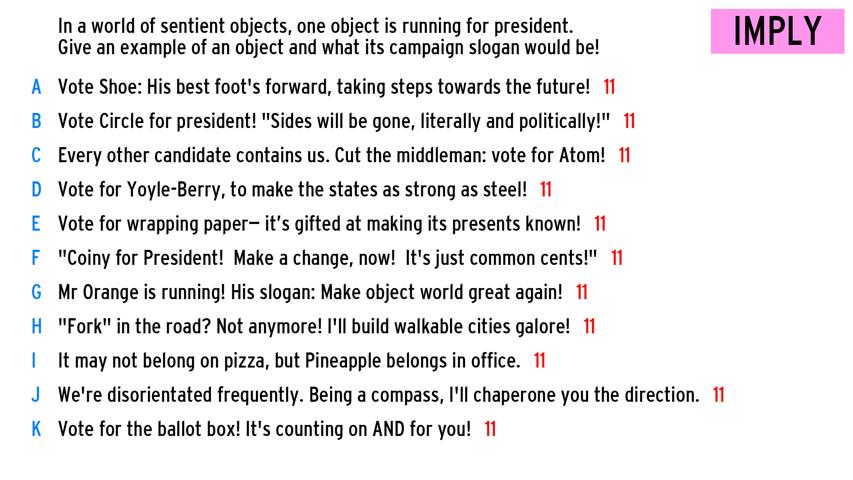 In a world of sentient objects, one object is running for president.
Give an example of an object and what its campaign slogan would be!
IMPLY
A Vote Shoe: His best foot's forward, taking steps towards the future! 11
B Vote Circle for president! "Sides will be gone, literally and politically!" 11
C Every other candidate contains us. Cut the middleman: vote for Atom! 11
D Vote for Yoyle-Berry, to make the states as strong as steel! 11
E Vote for wrapping paper— it’s gifted at making its presents known! 11
F "Coiny for President!  Make a change, now!  It's just common cents!" 11
G Mr Orange is running! His slogan: Make object world great again! 11
H "Fork" in the road? Not anymore! I'll build walkable cities galore! 11
I It may not belong on pizza, but Pineapple belongs in office. 11
J We're disorientated frequently. Being a compass, I'll chaperone you the direction. 11
K Vote for the ballot box! It's counting on AND for you! 11